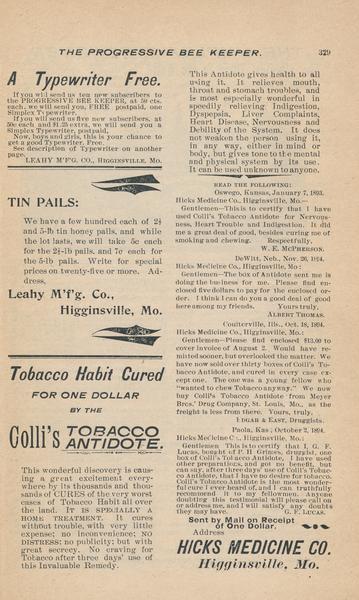 THE PROGRESSIVE BEE KEEPER. 329
A Typewriter Free.
If you will send us ten new subscribers to
the PROGRESSIVE BEE KEEPER, at 50 cts.
each, we will send you, FREE postpaid, one
Simplex Typewriter.
If you will send us five new subscribers, at
50c each and $1.25 extra, we will send you a
Simplex Typewriter, postpaid.
Now, boys and girls, this is your chance to
get a good Typewriter Free.
See description of Typewriter on another
page.
LEAHY M'F'G. CO., HIGGINSVILLE, MO.
TIN PAILS:
We have a few hundred each of 2½
and 5-lb tin honey pails, and while
the lot lasts, we will take 5c each
for the 2½-lb pails, and 7c each for
the 5-lb pails. Write for special
prices on twenty-five or more. Ad-
dress,
Leahy M'f'g. Co.,
Higginsville, Mo.
Tobacco Habit Cured
FOR ONE DOLLAR
BY THE
Colli's TOBACCO
ANTIDOTE.
This wonderful discovery is caus-
ing a great excitement every-
where by its thousands and thou-
sands of CURES of the very worst
cases of Tobacco Habit all over
the land. IT IS SPECIALLY A
HOME TREATMENT. It cures
without trouble, with very little
expense; no inconvenience; NO
DISTRESS; no publicity; but with
great secrecy. No craving for
Tobacco after three days' use of
this Invaluable Remedy.
This Antidote gives health to all
using it. It relieves mouth,
throat and stomach troubles, and
is most especially wonderful in
speedily relieving Indigestion,
Dyspepsia, Liver Complaints,
Heart Disease, Nervousness and
Debility of the System. It does
not weaken the person using it,
in any way, either in mind or
body, but gives tone to the mental
and physical system by its use.
It can be used unknown to anyone.
READ THE FOLLOWING:
Oswego, Kansas, January 7, 1893.
Hicks Medicine Co., Higginsville, Mo.—
Gentlemen—This is to certify that I have
used Colli's Tobacco Antidote for Nervous-
ness, Heart Trouble and Indigestion. It did
me a great deal of good, besides curing me of
smoking and chewing. Respectfully,
W. E. MCPHERSON.
DeWitt, Neb., Nov. 26, 1894.
Hicks Medicine Co., Higginsville, Mo:
Gentlemen—The box of Antidote sent me is
doing the business for me. Please find en-
closed five dollars to pay for the enclosed or-
der. I think I can do you a good deal of good
here among my friends. Yours truly,
ALBERT THOMAS.
Coulterville, Ills., Oct. 18, 1894.
Hicks Medicine Co., Higginsville, Mo.:
Gentlemen—Please find enclosed $13.00 to
cover invoice of August 2. Would have re-
mitted sooner, but overlooked the matter. We
have now sold over thirty boxes of Colli's To-
bacco Antidote, and cured in every case ex-
cept one. The one was a young fellow who
"wanted to chew Tobacco anyway." We now
buy Colli's Tobacco Antidote from Meyer
Bros.' Drug Company, St. Louis, Mo., as the
freight is less from there. Yours, truly.
EDGAR & EAST, Druggists.
Paola, Kas., October 7, 1894.
Hicks Medicine Co., Higginsville, Mo.:
Gentlemen—This is to certify that I, G. F.
Lucas, bought of P. H Grimes, druggist, one
box of Colli's Tobacco Antidote, I have used
other preparations, and got no benefit, but
can say, after three days' use of Colli's Tobac-
co Antidote, that I have no desire for tobacco.
Colli's Tobacco Antidote is the most wonder-
ful cure I ever heard of, and I can truthfully
recommend it to my fellowmen. Anyone
doubting this testimonial will please call on
or address me, and I will satisfy any doubts
they may have. G. F. LUCAS.
Sent by Mail on Receipt
of One Dollar.
Address
HICKS MEDICINE CO.
Higginsville, Mo.